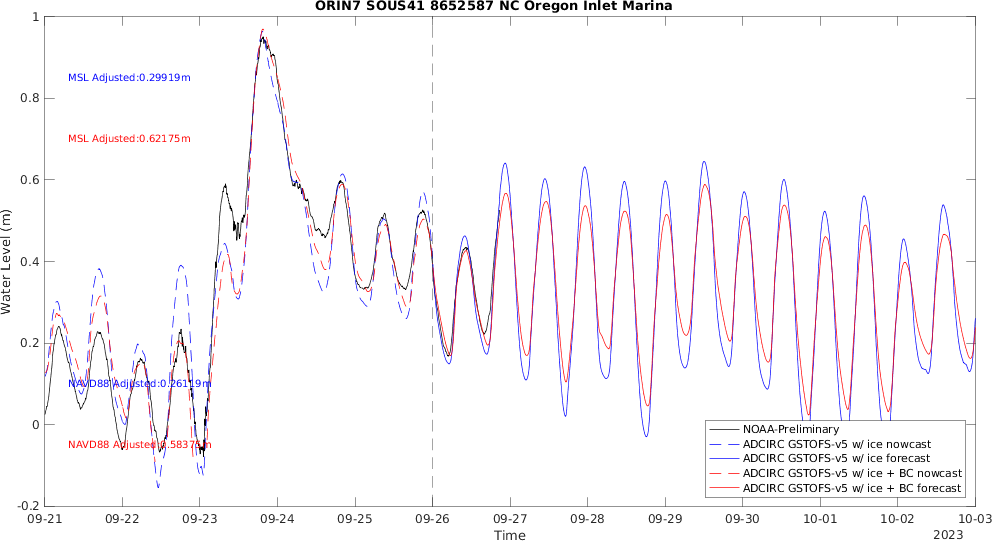 ORIN7 SOUS41 8652587 NC Oregon Inlet Marina
1
0.8
0.6
0.4
0.2
0
-0.2
Water Level (m)
MSL Adjusted:0.29919m
MSL Adjusted:0.62175m
NAVD88 Adjusted:0.26119m
NAVD88 Adjusted:0.58375m
NOAA-Preliminary
ADCIRC GSTOFS-v5 w/ ice nowcast
ADCIRC GSTOFS-v5 w/ ice forecast
ADCIRC GSTOFS-v5 w/ ice + BC nowcast
ADCIRC GSTOFS-v5 w/ ice + BC forecast
09-21 09-22 09-23 09-24 09-25 09-26 09-27 09-28 09-29 09-30 10-01 10-02 10-03
Time
2023